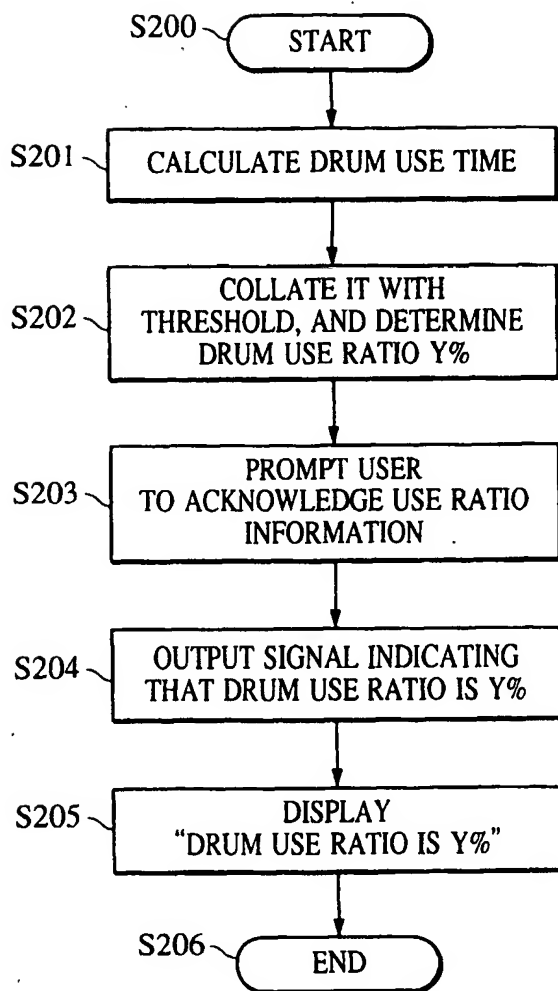 S200
START
S201
CALCULATE DRUM USE TIME
S202
COLLATE IT WITH
THRESHOLD, AND DETERMINE
DRUM USE RATIO Y%
S203
PROMPT USER
TO ACKNOWLEDGE USE RATIO
INFORMATION
S204
OUTPUT SIGNAL INDICATING
THAT DRUM USE RATIO IS Y%
S205
DISPLAY
“DRUM USE RATIO IS Y%”
S206
END